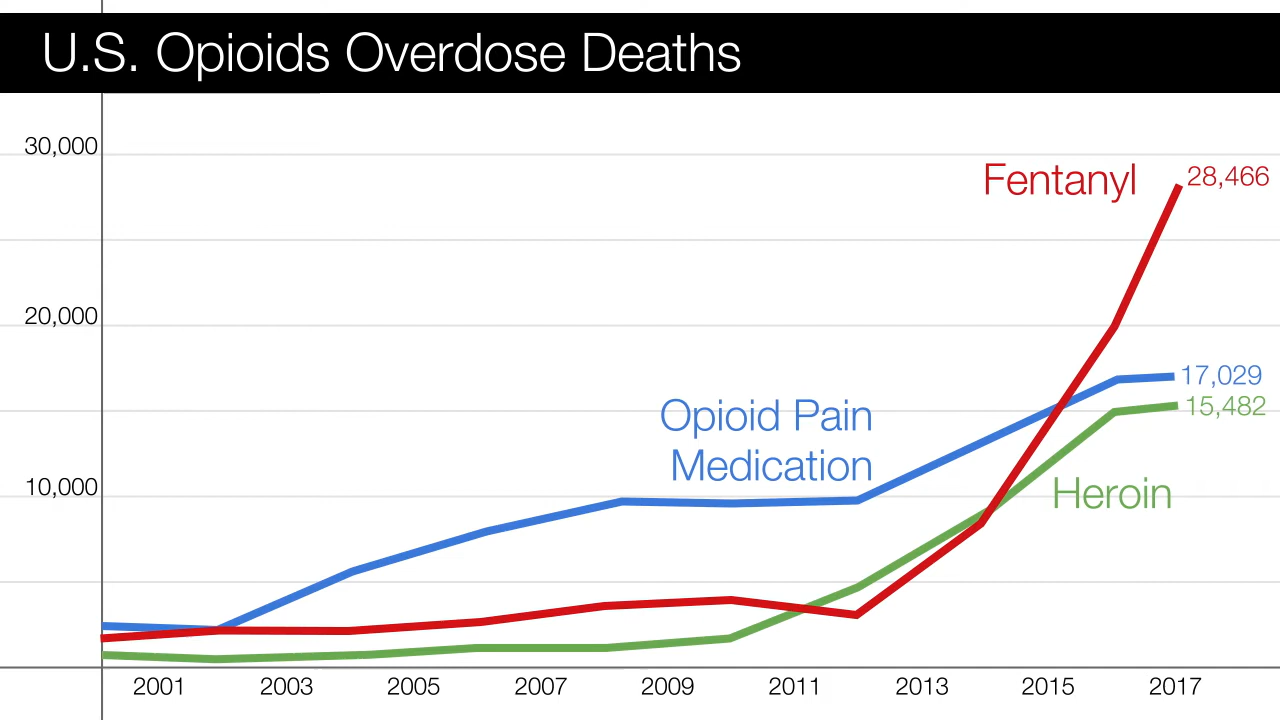 U.S. Opioids Overdose Deaths
30,000
Fentanyl
28,466
20,000
17,029
15,482
Opioid Pain
Medication
10,000
Heroin
2001 2003 2005 2007 2009 2011 2013 2015 2017